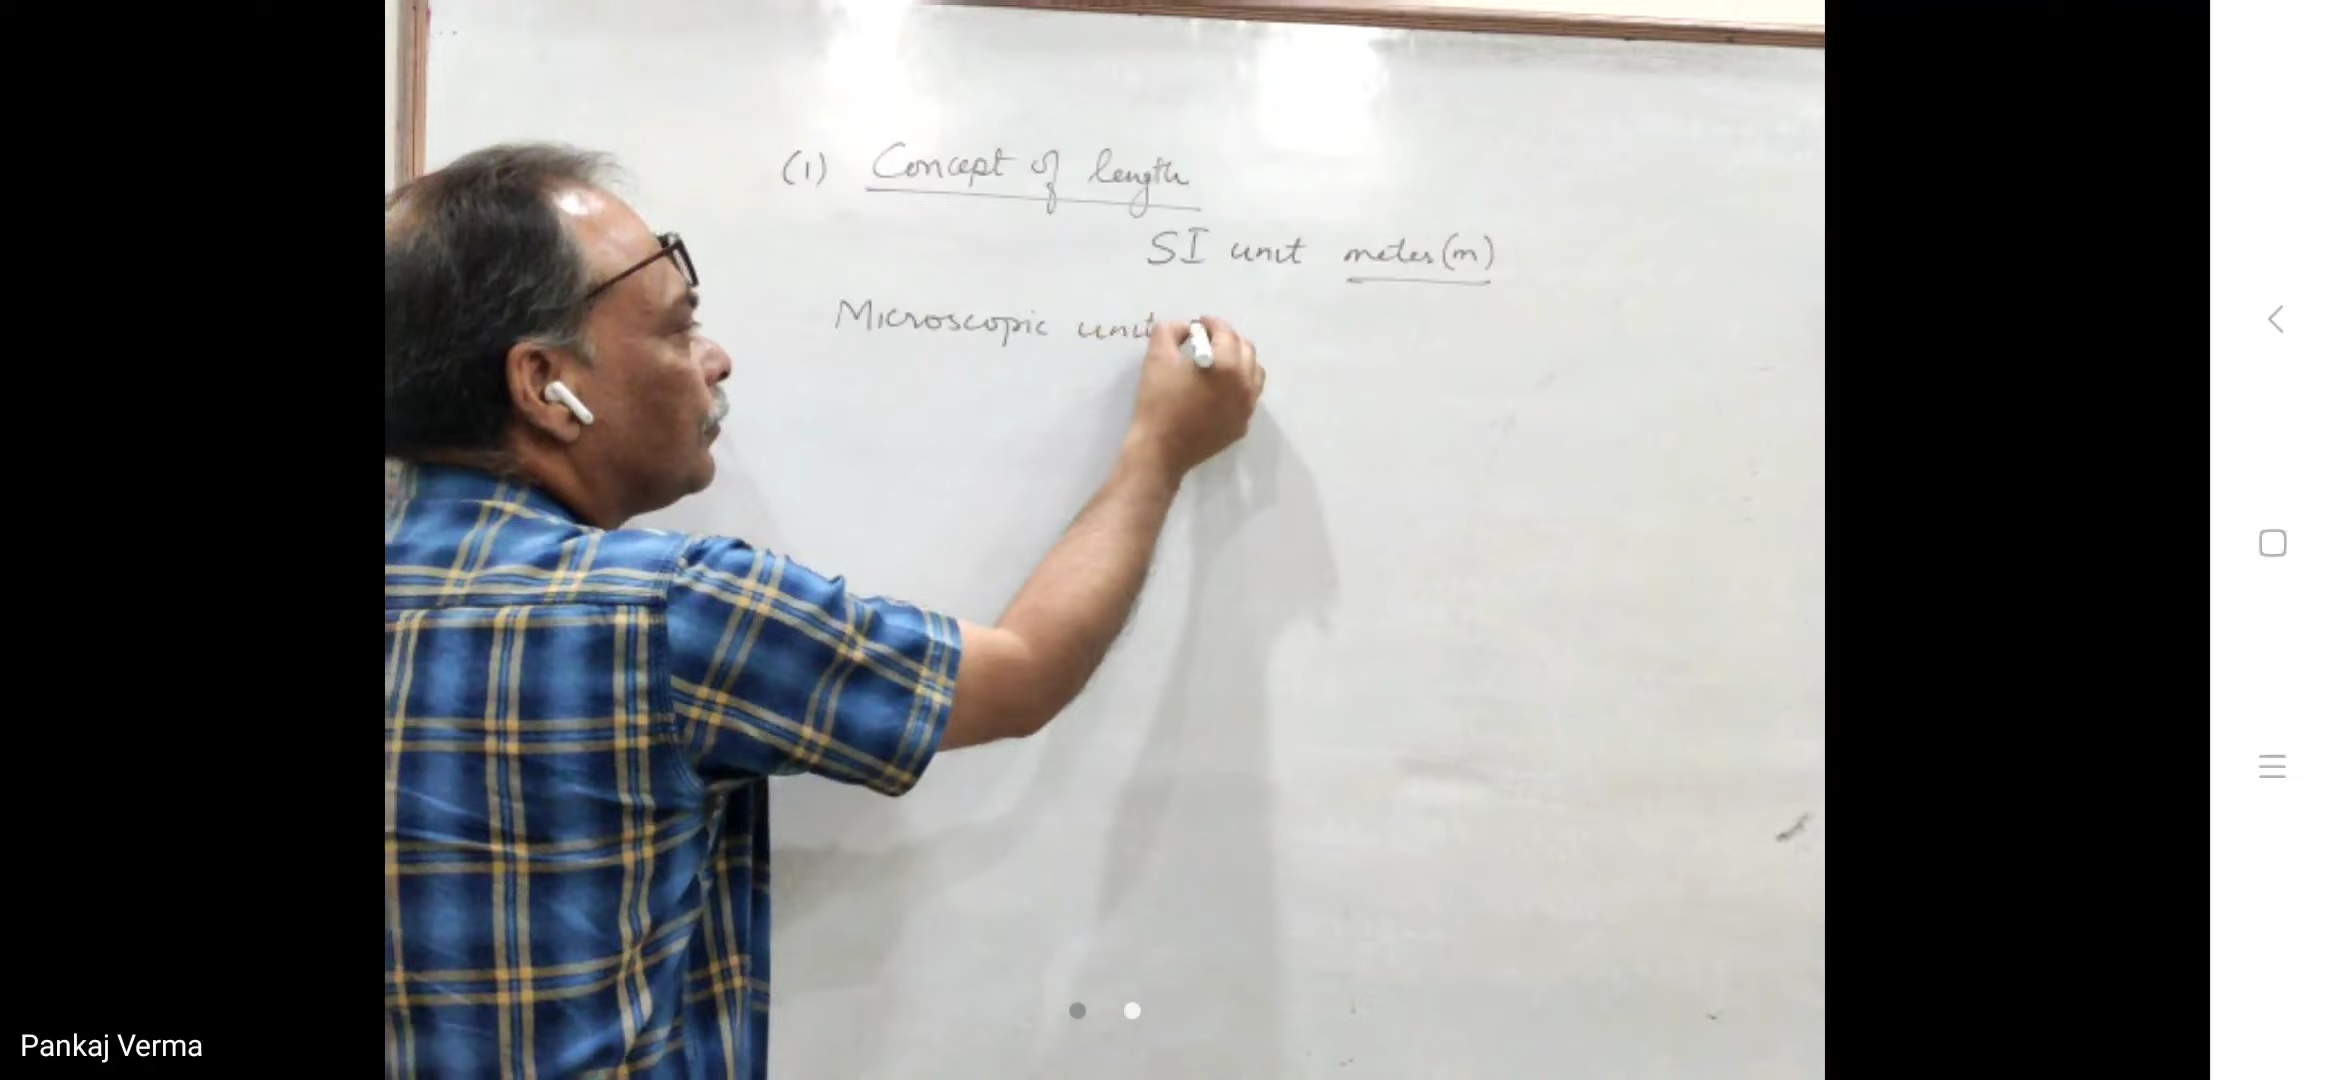 (1) Concept of length
SI unit meter (m)
Microscopic unit
Pankaj Verma